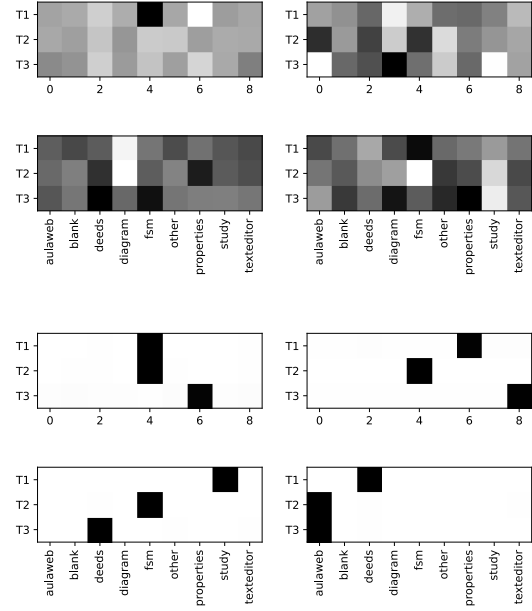 T1
T2
T3
0 2 4 6 8
T1
T2
T3
0 2 4 6 8
T1
T2
T3
aulaweb blank deeds diagram fsm other properties study texteditor
T1
T2
T3
aulaweb blank deeds diagram fsm other properties study texteditor
T1
T2
T3
0 2 4 6 8
T1
T2
T3
0 2 4 6 8
T1
T2
T3
aulaweb blank deeds diagram fsm other properties study texteditor
T1
T2
T3
aulaweb blank deeds diagram fsm other properties study texteditor